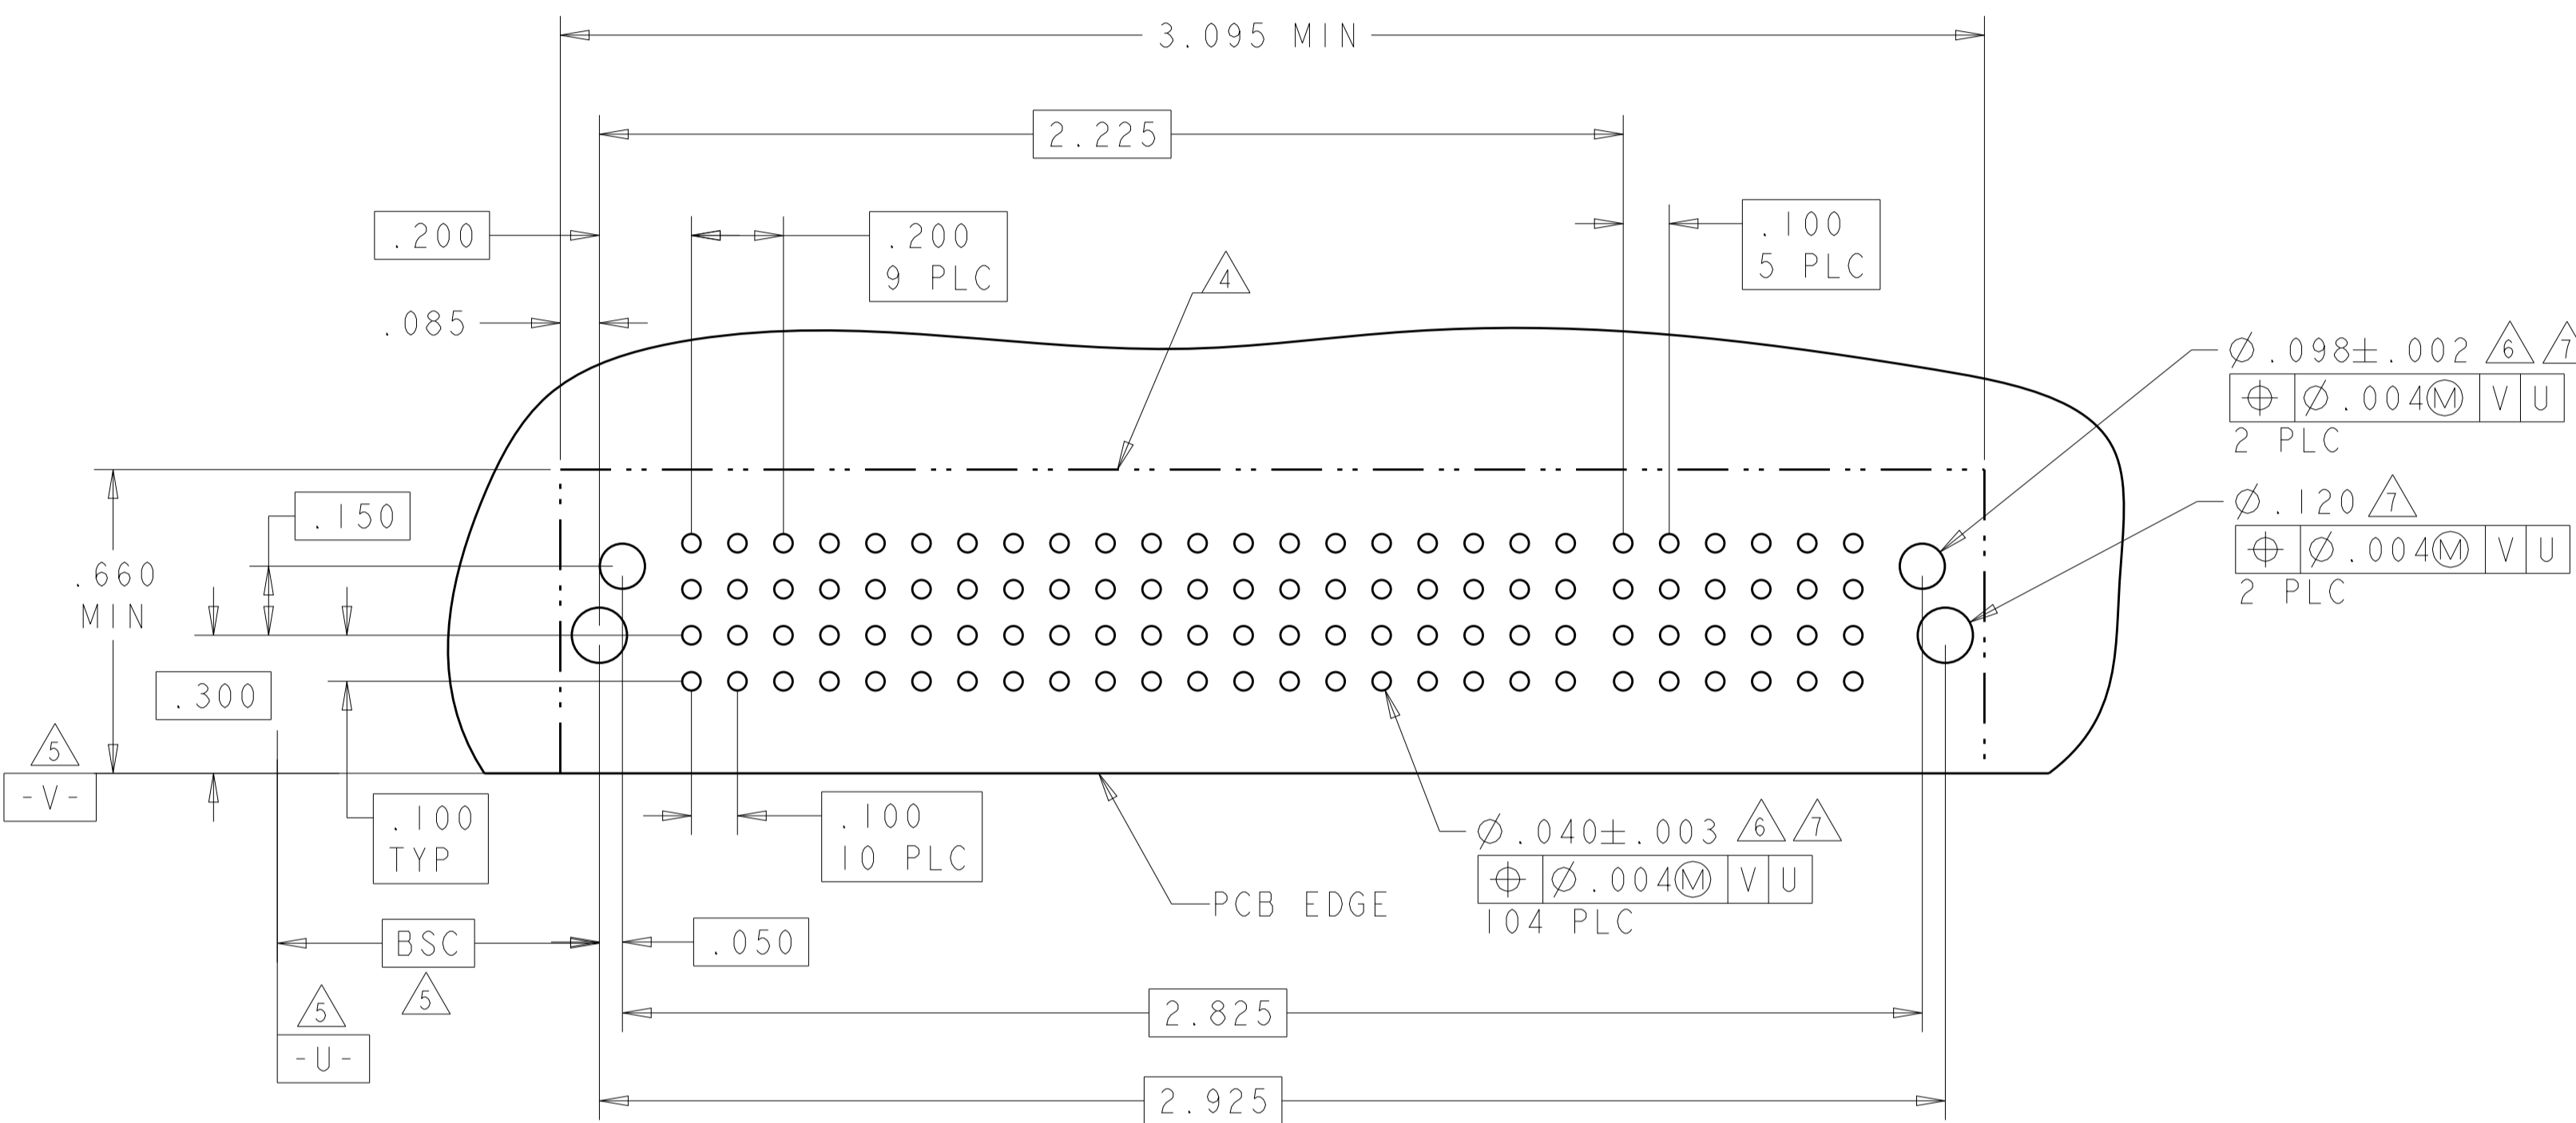 3.095 MIN
2.225
.200
.200
9 PLC
.100
5 PLC
4
.085
Ø.098±.002 6 7
⌖ Ø.004Ⓜ V U
2 PLC
.150
Ø.120 7
⌖ Ø.004Ⓜ V U
2 PLC
.660
MIN
.300
5
-V-
.100
TYP
.100
10 PLC
Ø.040±.003 6 7
⌖ Ø.004Ⓜ V U
104 PLC
PCB EDGE
BSC
5
.050
5
-U-
2.825
2.925